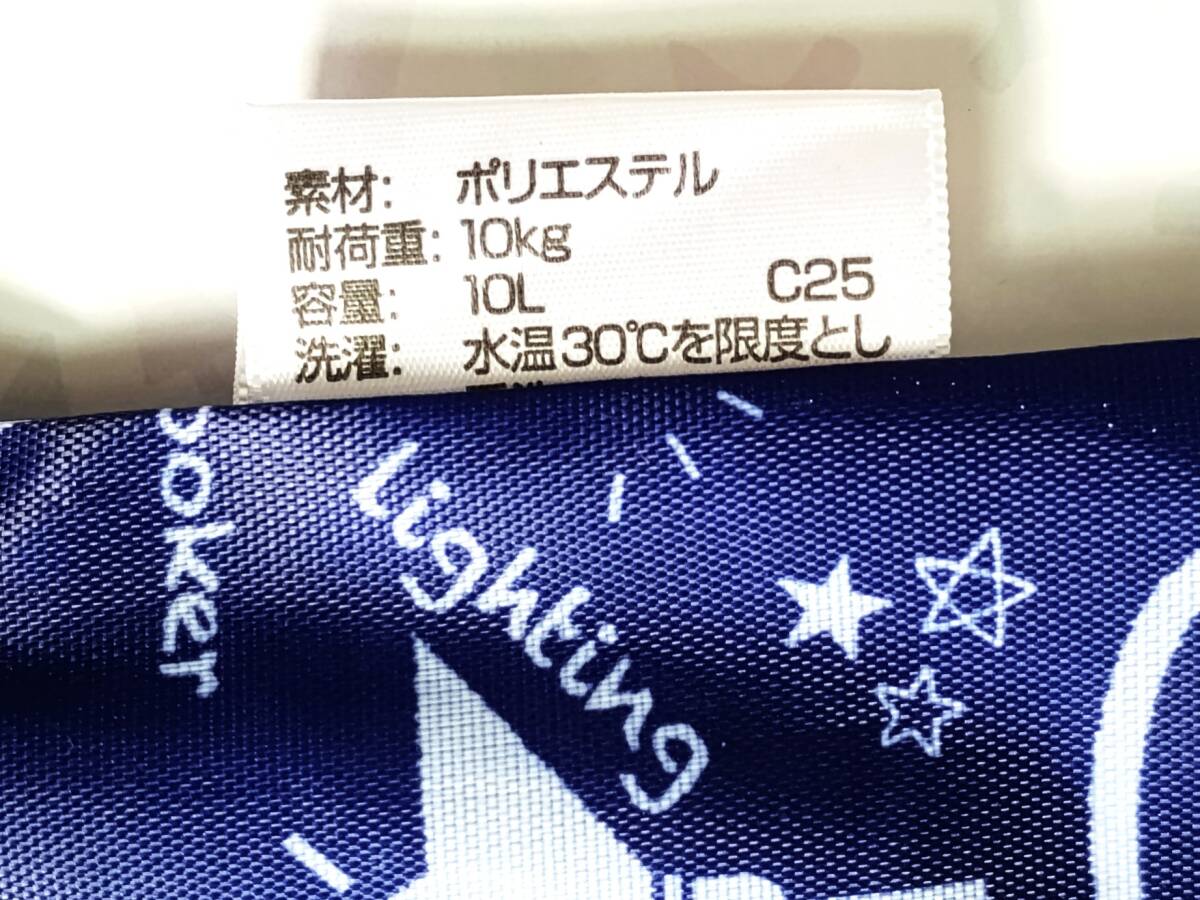 素材: ポリエステル
耐荷重: 10kg
容量: 10L C25
洗濯: 水温30℃を限度とし
oker
Lighting